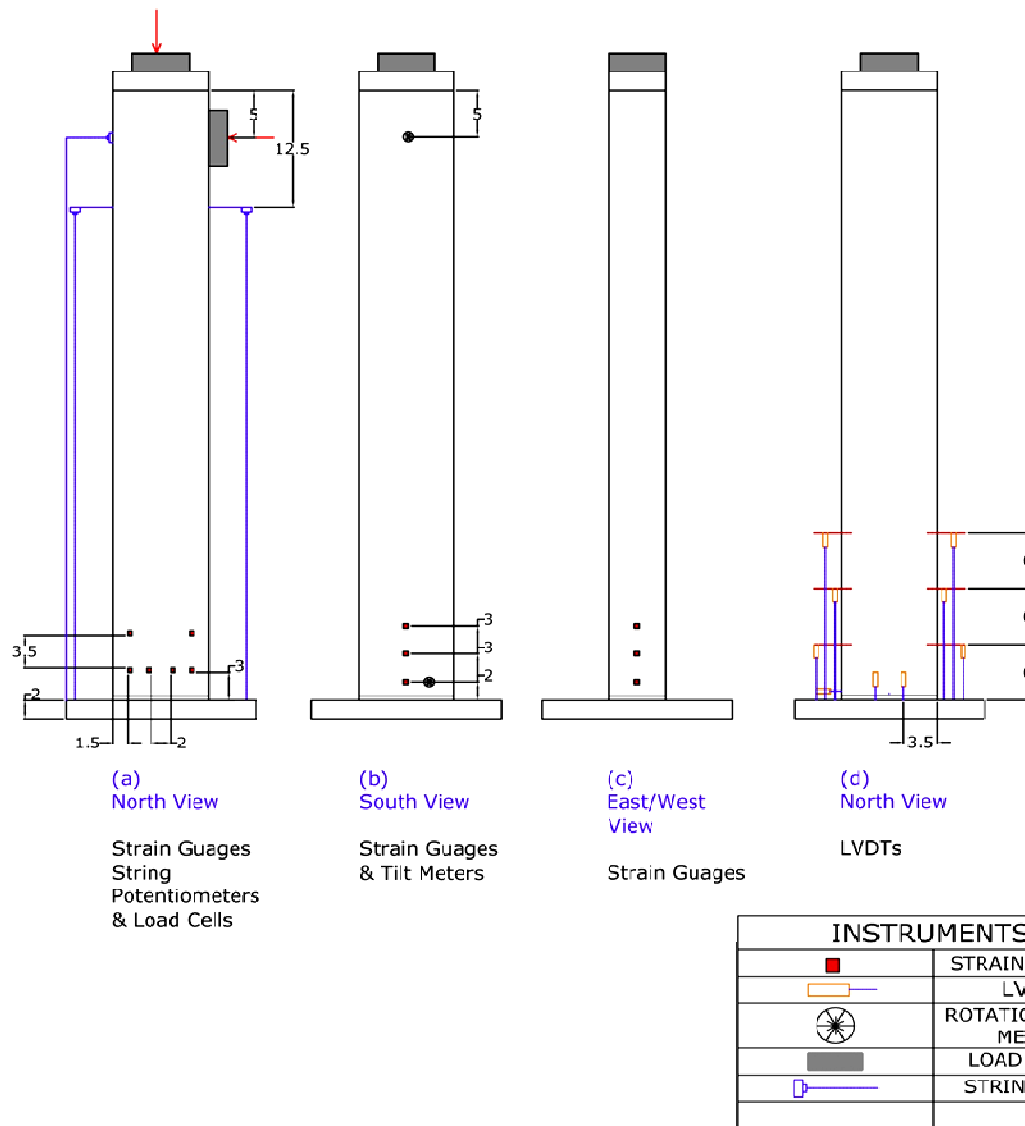 5
12.5
3.5
3
2
1.5
2
(a)
North View
Strain Guages
String
Potentiometers
& Load Cells
5
3
3
2
(b)
South View
Strain Guages
& Tilt Meters
(c)
East/West
View
Strain Guages
3.5
(d)
North View
LVDTs
INSTRUMENTS
STRAIN
LV
ROTATIO
ME
LOAD
STRIN